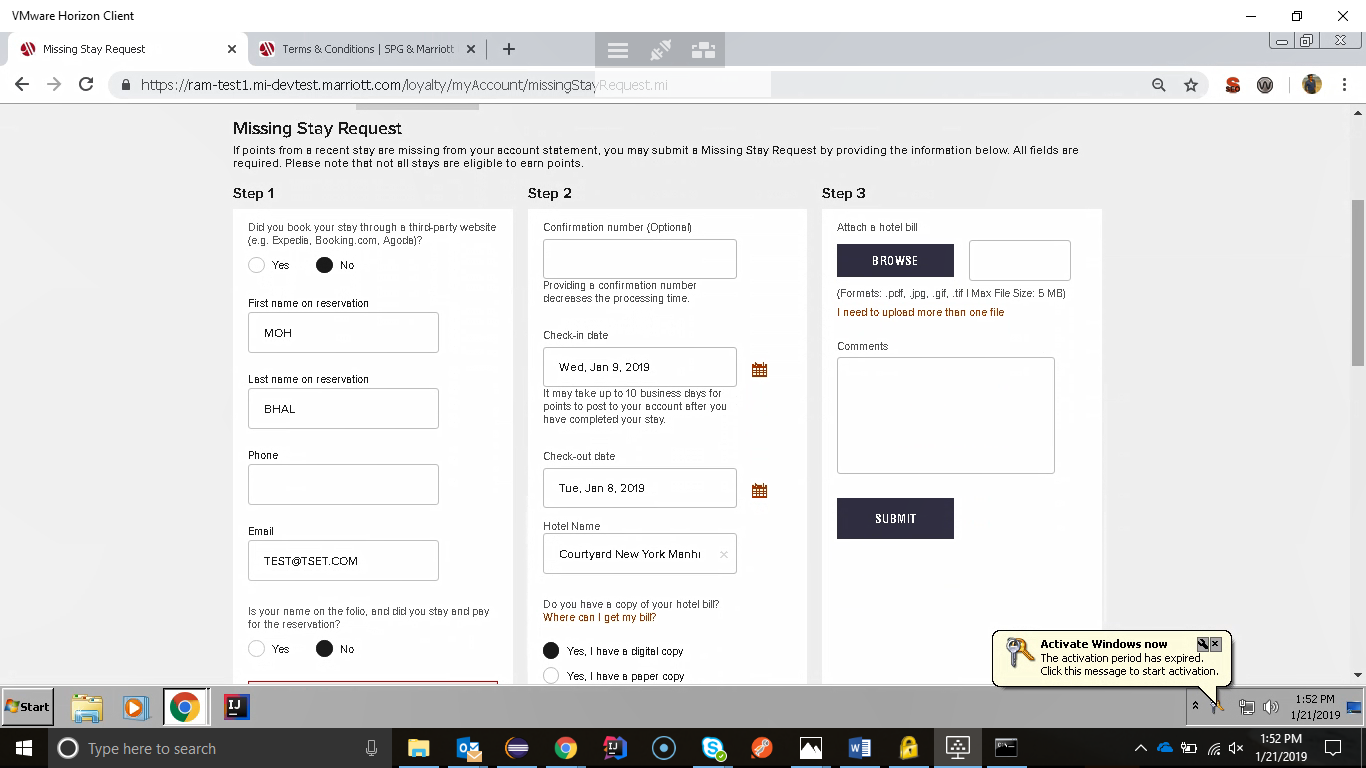 VMware Horizon Client
Missing Stay Request
Terms & Conditions | SPG & Marriott
https://ram-test1.mi-devtest.marriott.com/loyalty/myAccount/missingStayRequest.mi
Missing Stay Request
If points from a recent stay are missing from your account statement, you may submit a Missing Stay Request by providing the information below. All fields are
required. Please note that not all stays are eligible to earn points.
Step 1
Did you book your stay through a third-party website
(e.g. Expedia, Booking.com, Agoda)?
Yes
No
First name on reservation
MOH
Last name on reservation
BHAL
Phone
Email
TEST@TSET.COM
Is your name on the folio, and did you stay and pay
for the reservation?
Yes
No
Step 2
Confirmation number (Optional)
Providing a confirmation number
decreases the processing time.
Check-in date
Wed, Jan 9, 2019
It may take up to 10 business days for
points to post to your account after you
have completed your stay.
Check-out date
Tue, Jan 8, 2019
Hotel Name
Courtyard New York Manh
Do you have a copy of your hotel bill?
Where can I get my bill?
Yes, I have a digital copy
Yes, I have a paper copy
Step 3
Attach a hotel bill
BROWSE
(Formats: .pdf, .jpg, .gif, .tif | Max File Size: 5 MB)
I need to upload more than one file
Comments
SUBMIT
Activate Windows now
The activation period has expired.
Click this message to start activation.
Start
1:52 PM
1/21/2019
Type here to search
1:52 PM
1/21/2019